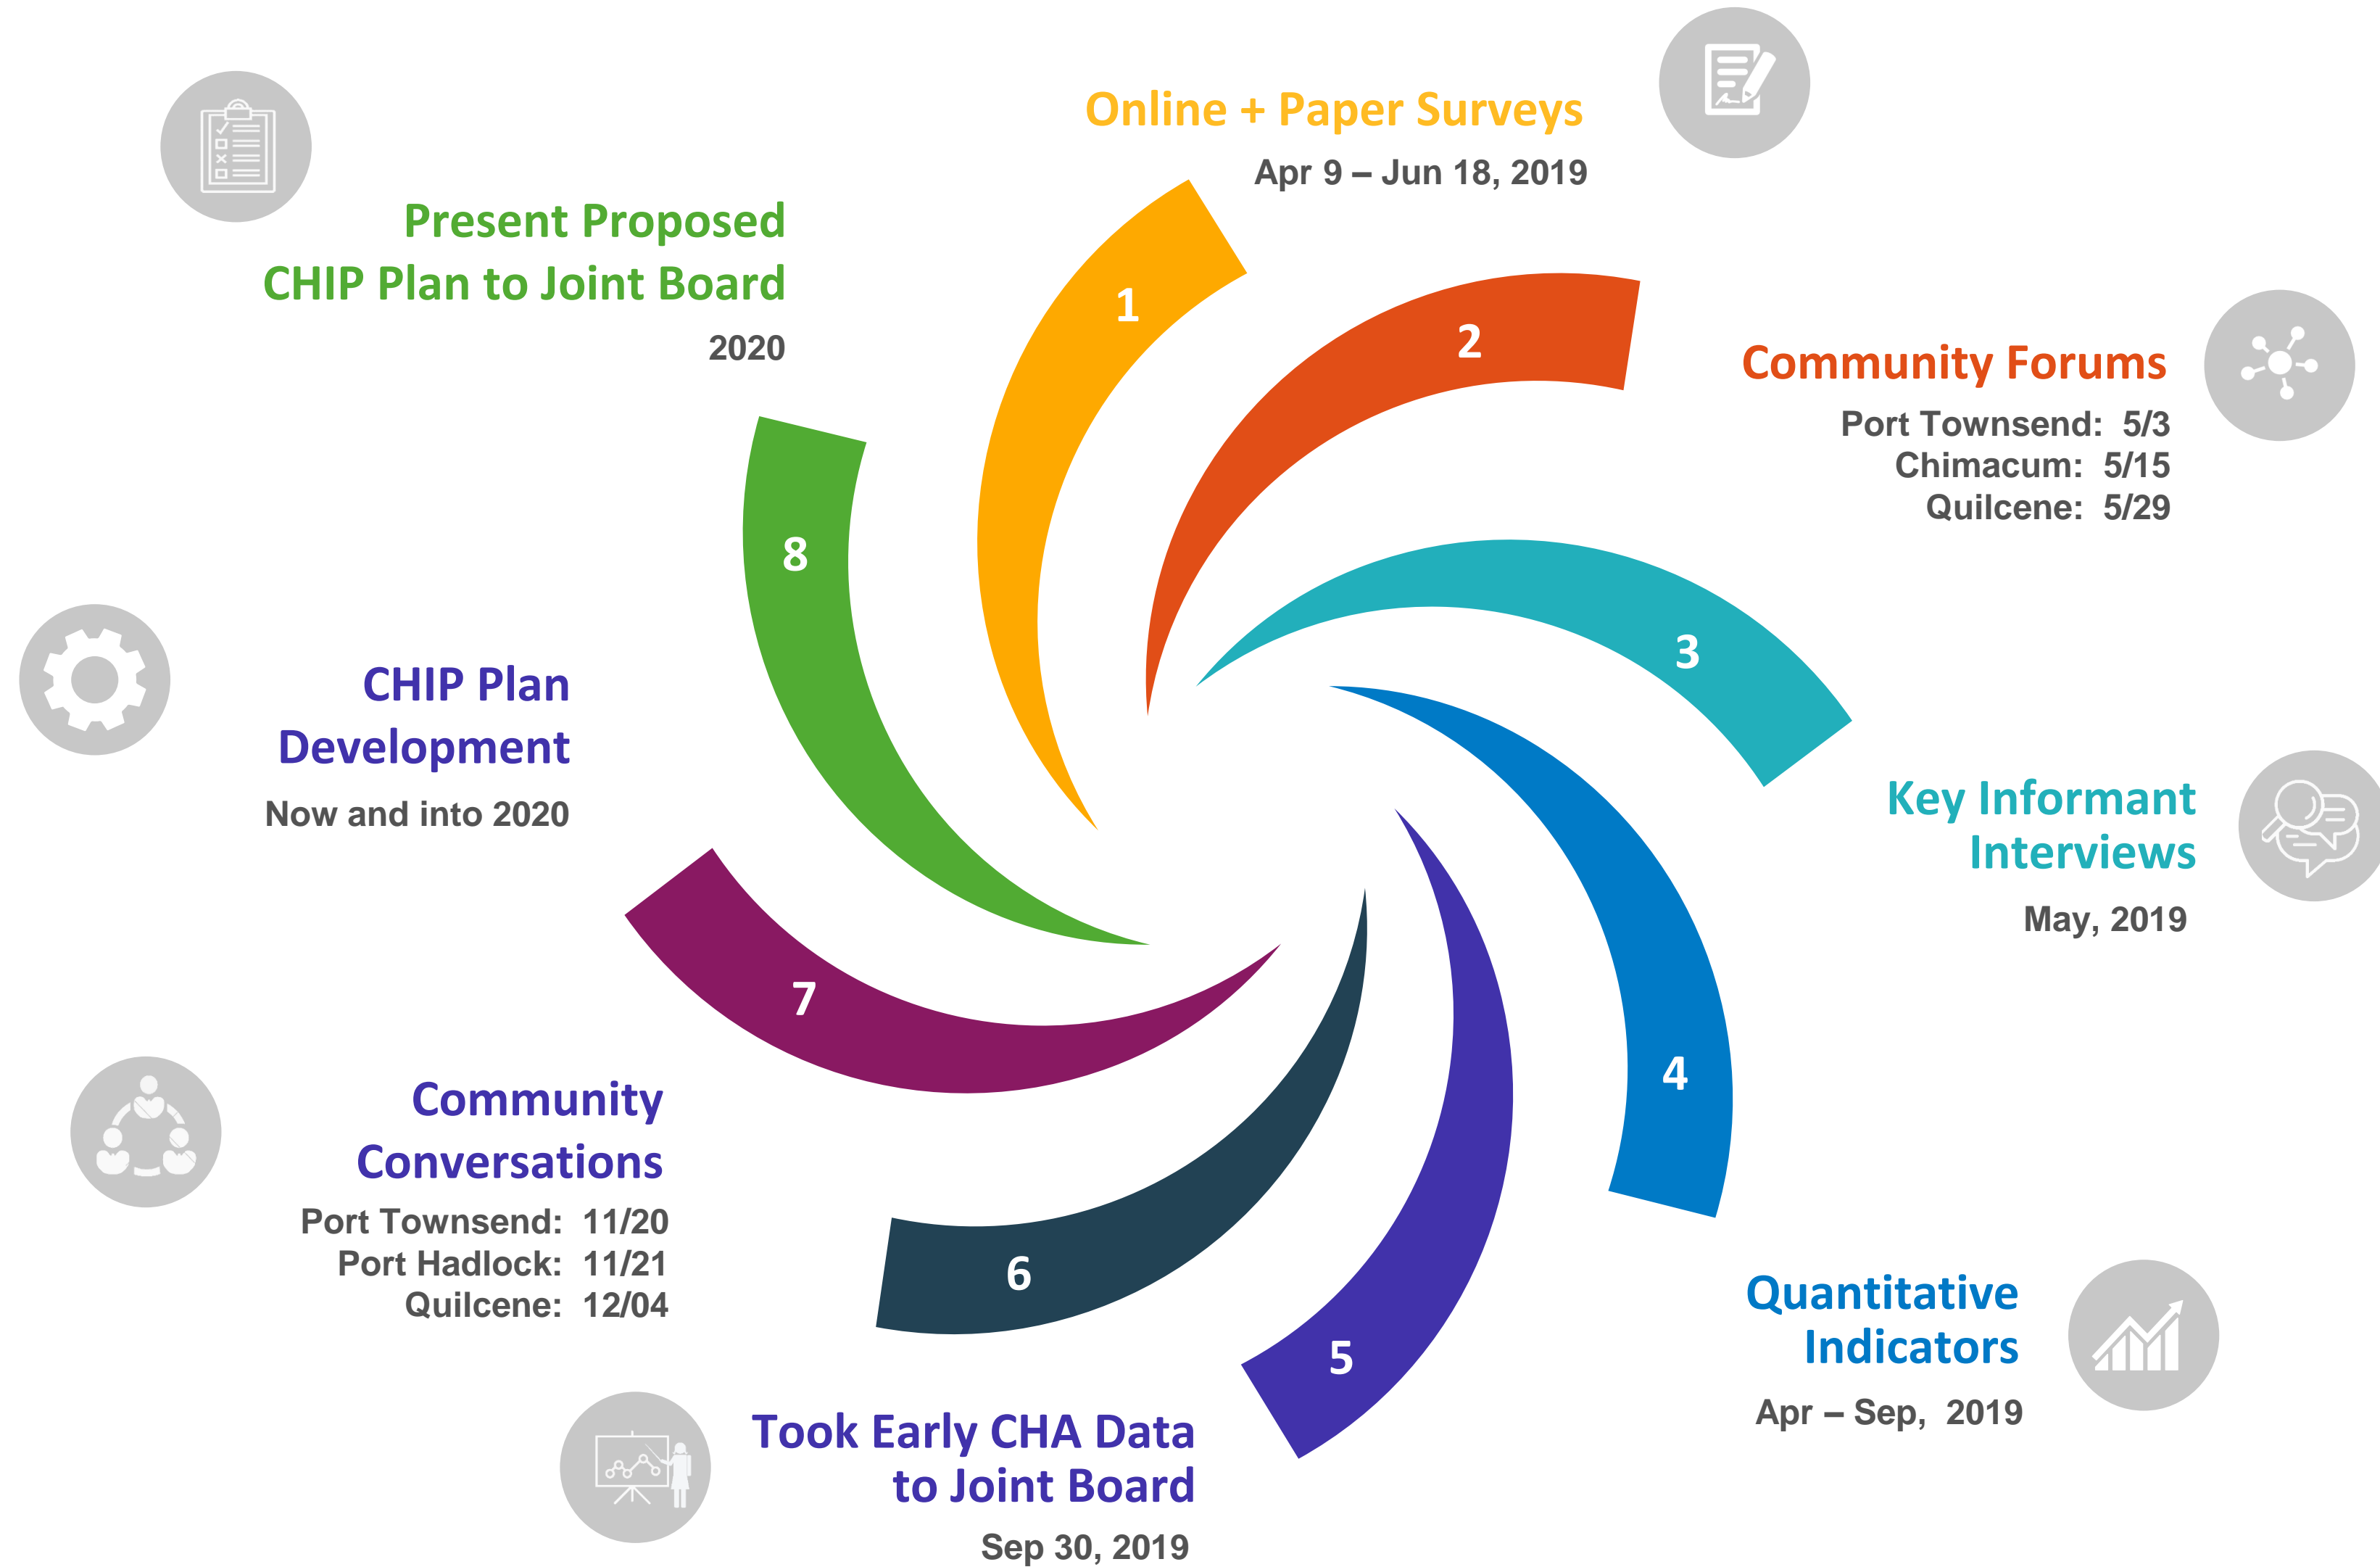 1
Online + Paper Surveys
Apr 9 – Jun 18, 2019
2
Community Forums
Port Townsend: 5/3
Chimacum: 5/15
Quilcene: 5/29
3
Key Informant
Interviews
May, 2019
4
Quantitative
Indicators
Apr – Sep, 2019
5
Took Early CHA Data
to Joint Board
Sep 30, 2019
6
Community
Conversations
Port Townsend: 11/20
Port Hadlock: 11/21
Quilcene: 12/04
7
CHIP Plan
Development
Now and into 2020
8
Present Proposed
CHIP Plan to Joint Board
2020